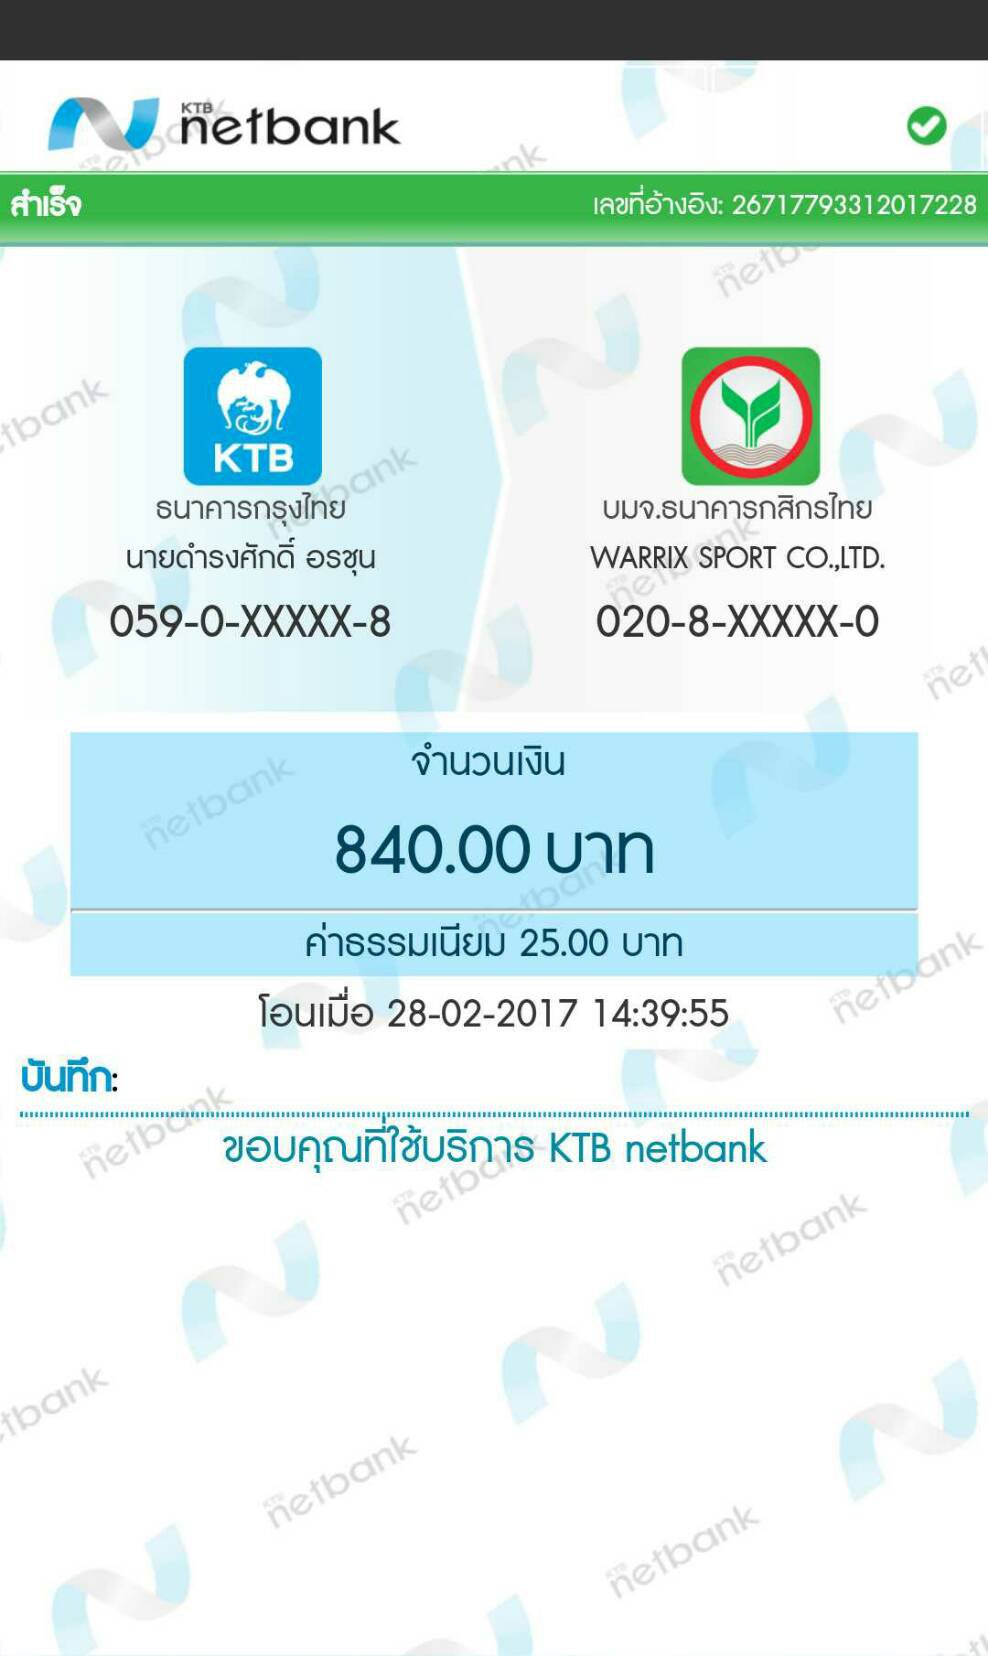 KTB
netbank
สำเร็จ
เลขที่อ้างอิง: 26717793312017228
KTB
ธนาคารกรุงไทย
นายดำรงศักดิ์ อรชุน
059-0-XXXXX-8
บมจ.ธนาคารกสิกรไทย
WARRIX SPORT CO.,LTD.
020-8-XXXXX-0
จำนวนเงิน
840.00 บาท
ค่าธรรมเนียม 25.00 บาท
โอนเมื่อ 28-02-2017 14:39:55
บันทึก:
ขอบคุณที่ใช้บริการ KTB netbank